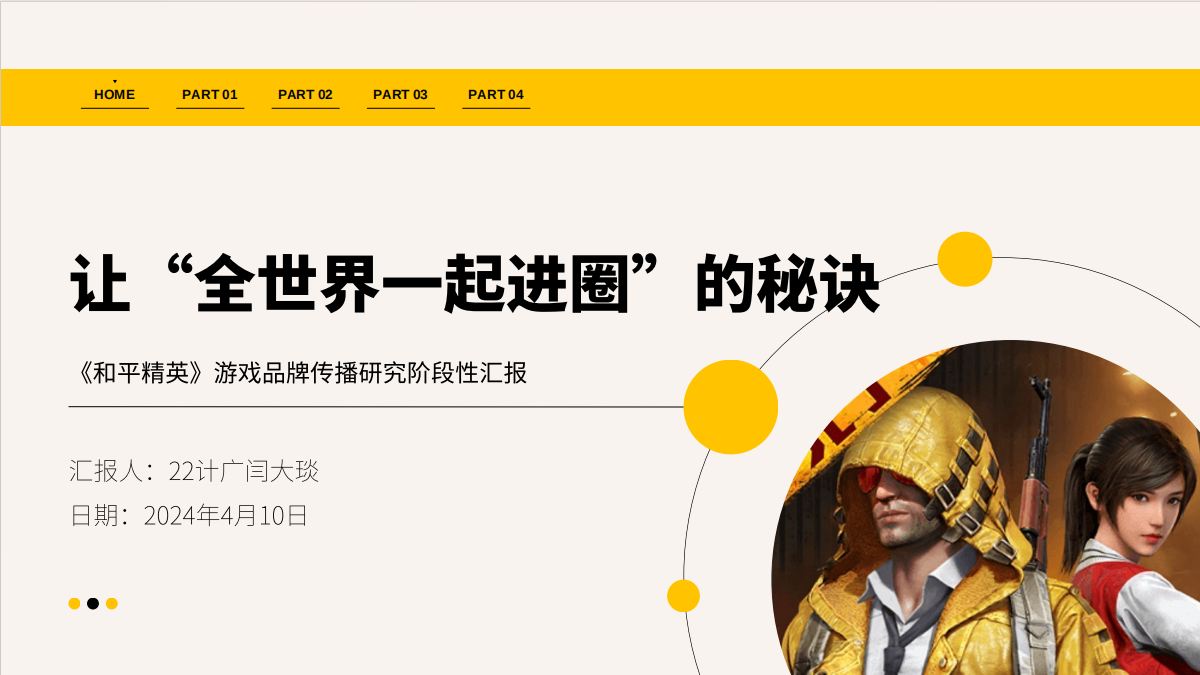 HOME
PART 01
PART 02
PART 03
PART 04
让“全世界一起进圈”的秘诀
《和平精英》游戏品牌传播研究阶段性汇报
汇报人：22计广闫大琰
日期：2024年4月10日